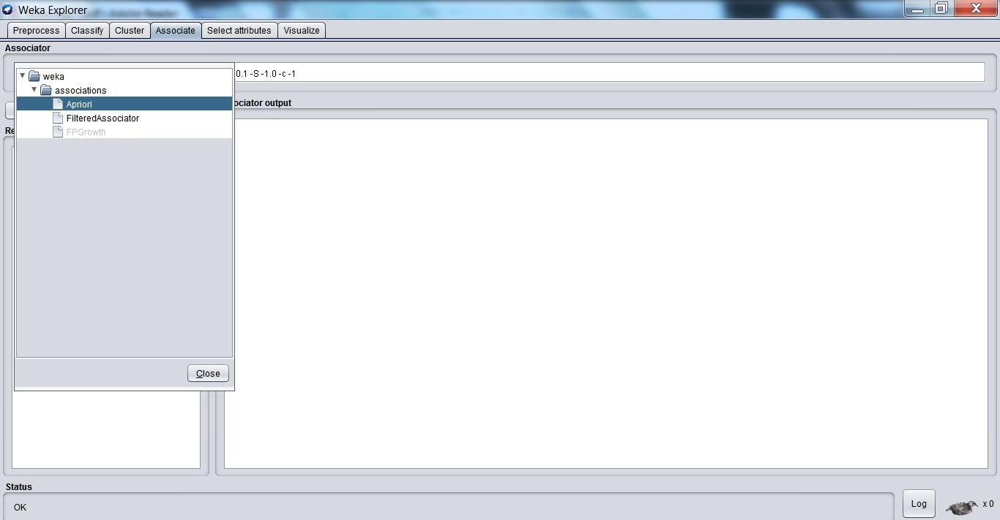 Weka Explorer
Preprocess Classify Cluster Associate Select attributes Visualize
Associator
0.1 -S -1.0 -c -1
weka
associations
Apriori
FilteredAssociator
FPGrowth
ociator output
Re
Close
Status
OK
Log
x 0